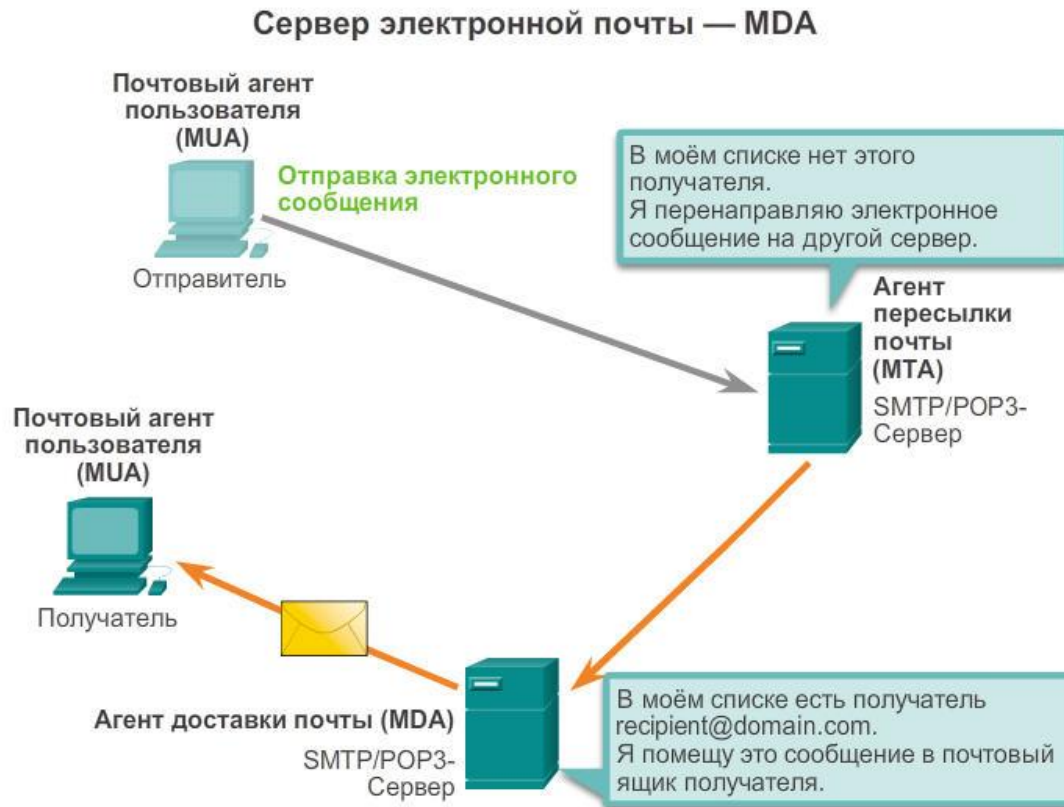 Сервер электронной почты — MDA
Почтовый агент
пользователя
(MUA)
Отправитель
Отправка электронного
сообщения
В моём списке нет этого
получателя.
Я перенаправляю электронное
сообщение на другой сервер.
Агент
пересылки
почты
(MTA)
SMTP/POP3-
Сервер
Почтовый агент
пользователя
(MUA)
Получатель
Агент доставки почты (MDA)
SMTP/POP3-
Сервер
В моём списке есть получатель
recipient@domain.com.
Я помещу это сообщение в почтовый
ящик получателя.